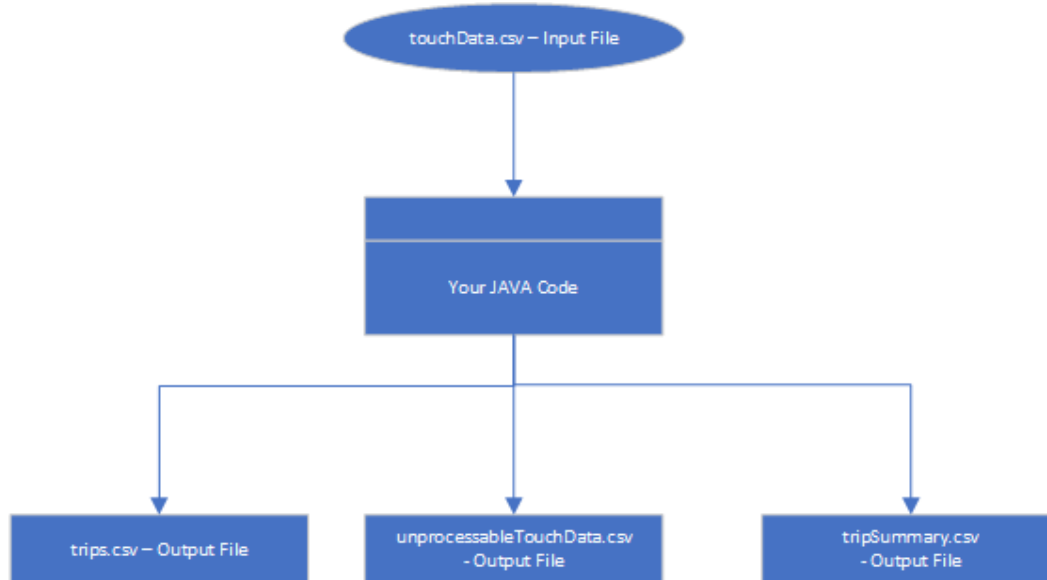 touchData.csv – Input File
Your JAVA Code
trips.csv – Output File
unprocessableTouchData.csv
- Output File
tripSummary.csv
- Output File